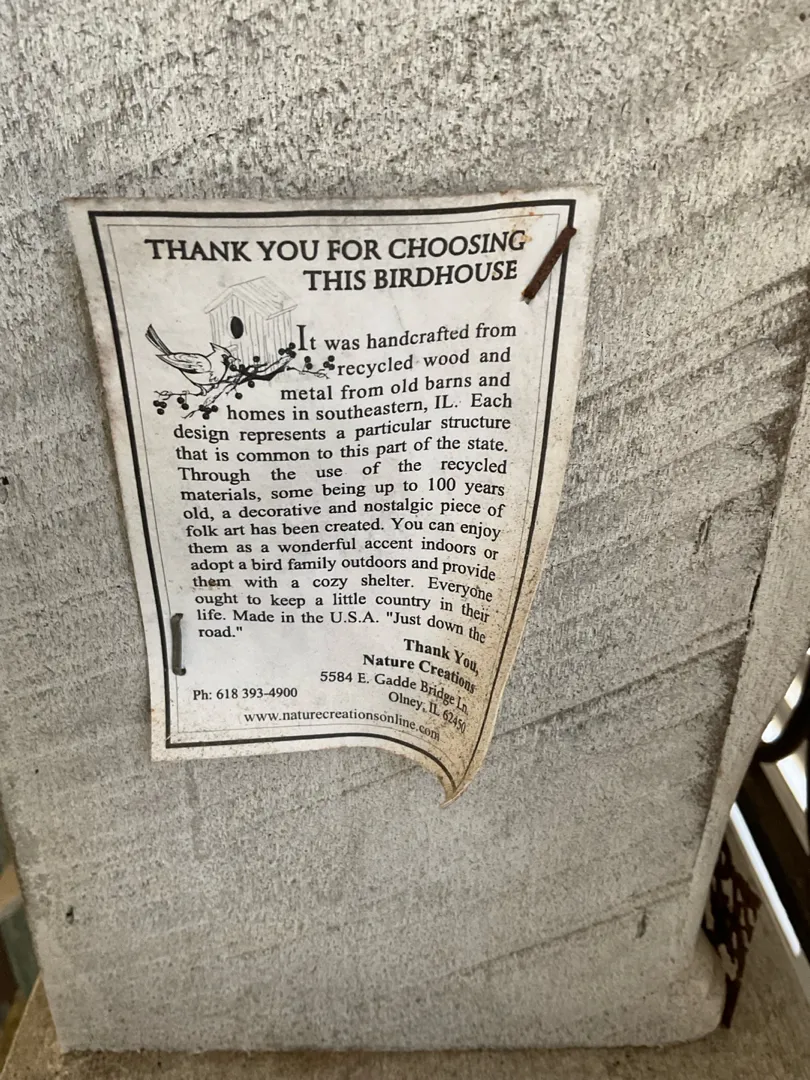 THANK YOU FOR CHOOSING
THIS BIRDHOUSE
It was handcrafted from
recycled wood and
metal from old barns and
homes in southeastern, IL. Each
design represents a particular structure
that is common to this part of the state.
Through the use of the recycled
materials, some being up to 100 years
old, a decorative and nostalgic piece of
folk art has been created. You can enjoy
them as a wonderful accent indoors or
adopt a bird family outdoors and provide
them with a cozy shelter. Everyone
ought to keep a little country in their
life. Made in the U.S.A. "Just down the
road."
Thank You,
Nature Creations
5584 E. Gadde Bridge Ln.
Olney, IL 62450
Ph: 618 393-4900
www.naturecreationsonline.com